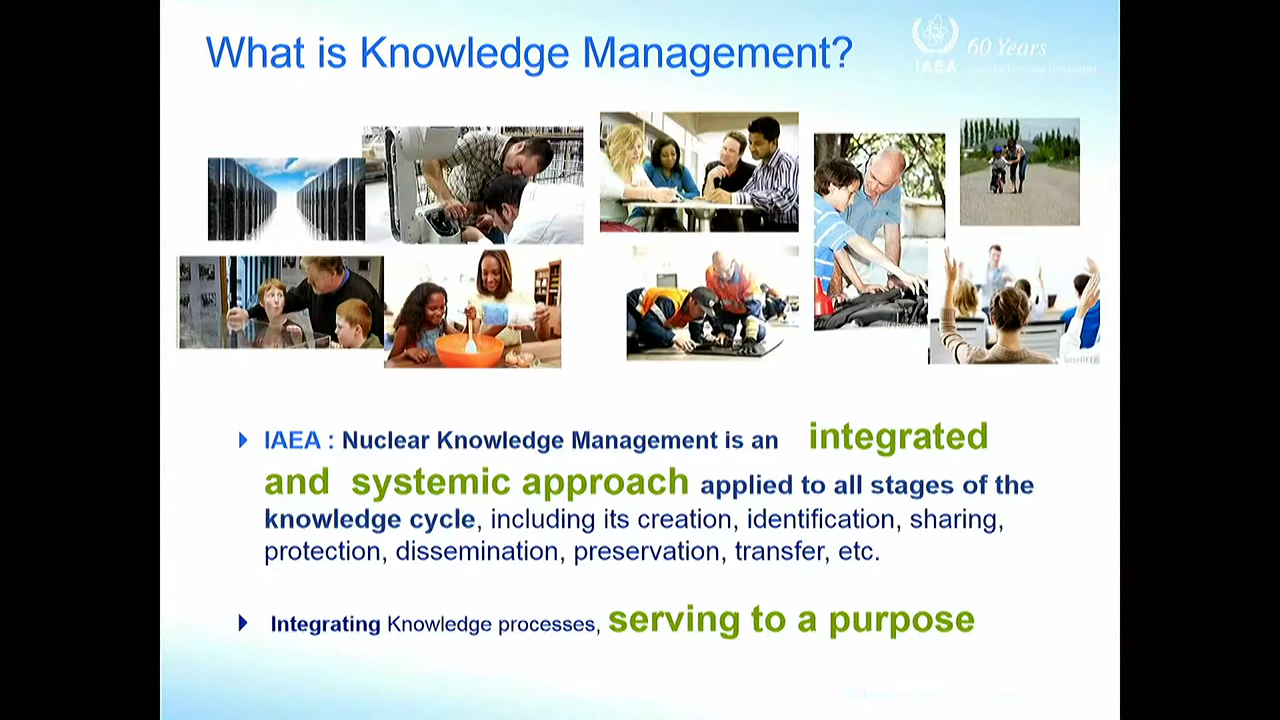 What is Knowledge Management?
60 Years
IAEA
IAEA : Nuclear Knowledge Management is an integrated
and systemic approach applied to all stages of the
knowledge cycle, including its creation, identification, sharing,
protection, dissemination, preservation, transfer, etc.
Integrating Knowledge processes, serving to a purpose